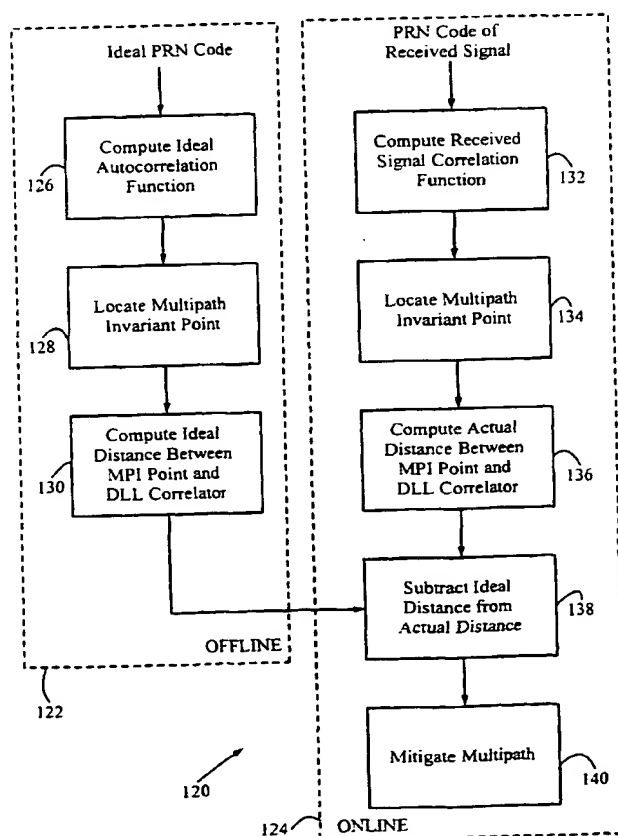 Ideal PRN Code
Compute Ideal
Autocorrelation
Function
126
Locate Multipath
Invariant Point
128
Compute Ideal
Distance Between
MPI Point and
DLL Correlator
130
OFFLINE
122
120
PRN Code of
Received Signal
Compute Received
Signal Correlation
Function
132
Locate Multipath
Invariant Point
134
Compute Actual
Distance Between
MPI Point and
DLL Correlator
136
Subtract Ideal
Distance from
Actual Distance
138
Mitigate Multipath
140
124
ONLINE